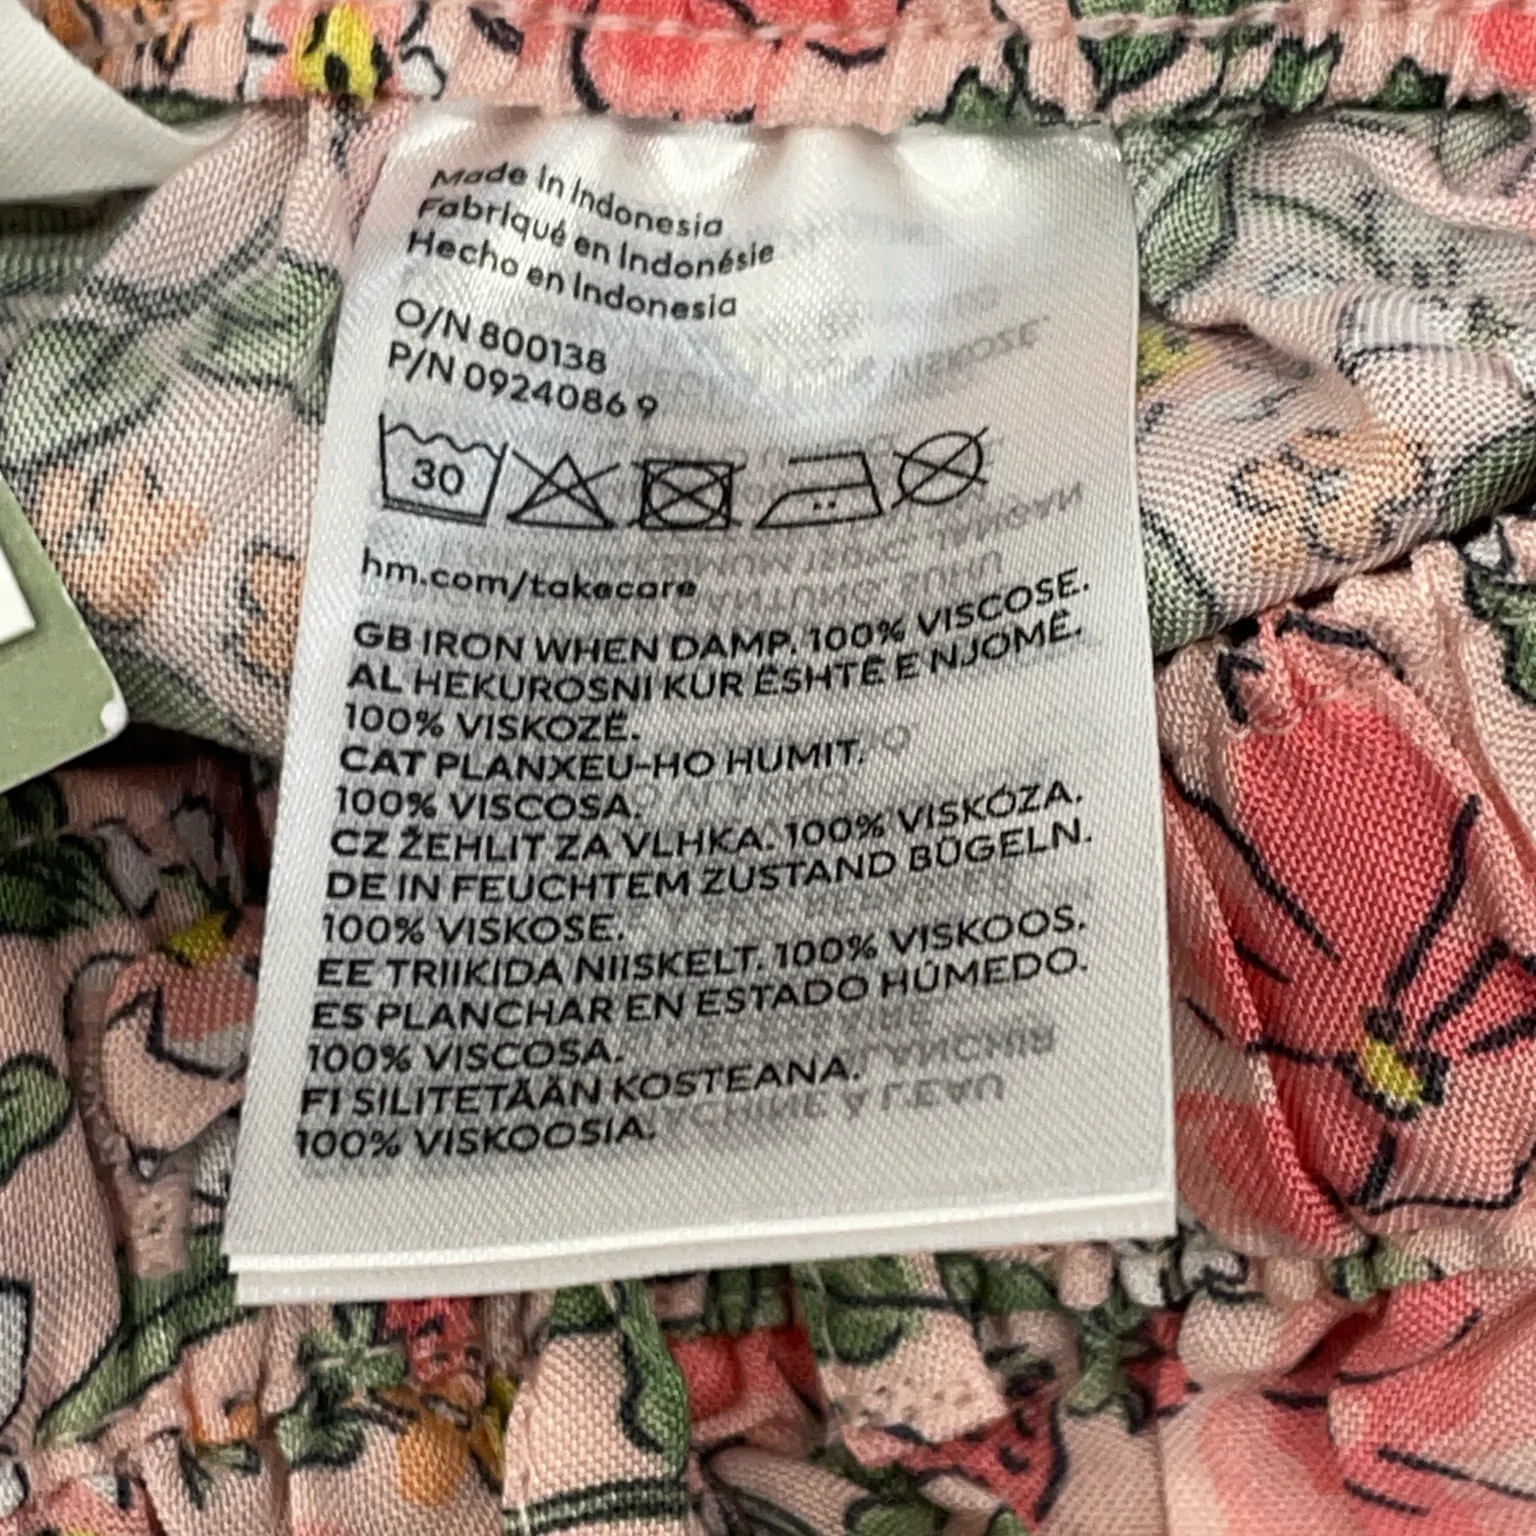 Made in Indonesia
Fabriqué en Indonésie
Hecho en Indonesia
O/N 800138
P/N 0924086 9
30
hm.com/takecare
GB IRON WHEN DAMP. 100% VISCOSE.
AL HEKUROSNI KUR ËSHTË E NJOMË.
100% VISKOZË.
CAT PLANXEU-HO HUMIT.
100% VISCOSA.
CZ ŽEHLIT ZA VLHKA. 100% VISKÓZA.
DE IN FEUCHTEM ZUSTAND BÜGELN.
100% VISKOSE.
EE TRIIKIDA NIISKELT. 100% VISKOOS.
ES PLANCHAR EN ESTADO HÚMEDO.
100% VISCOSA.
FI SILITETÄÄN KOSTEANA.
100% VISKOOSIA.